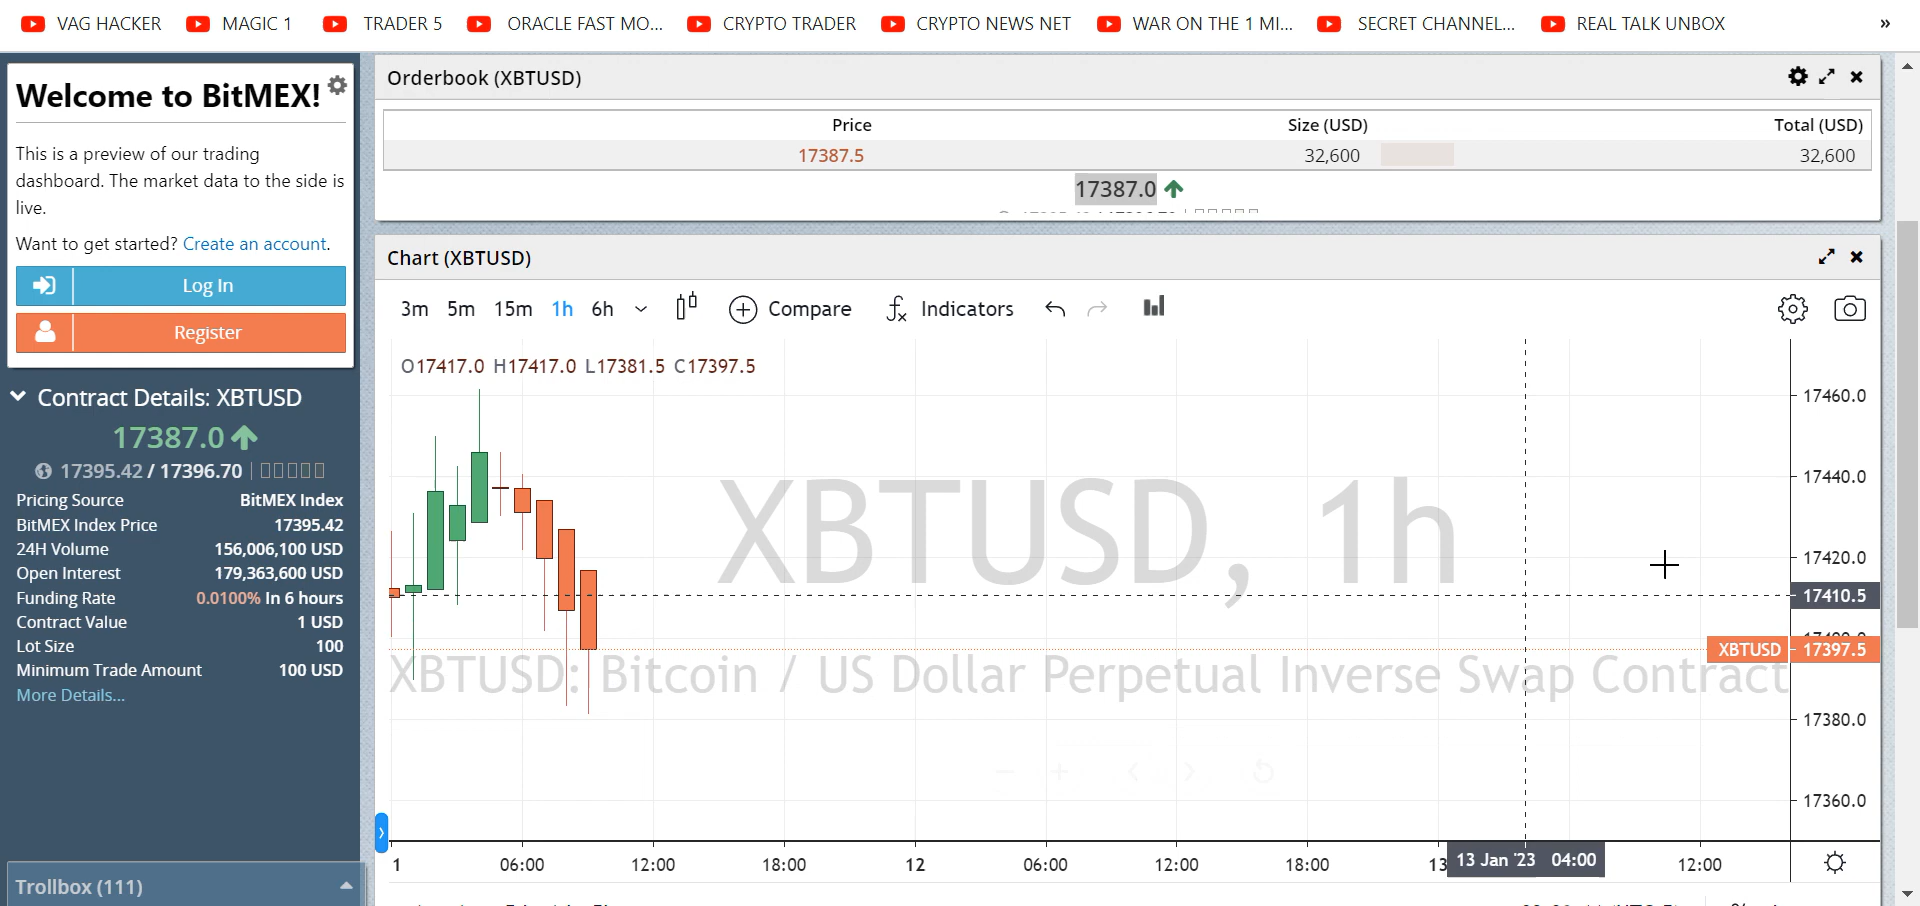 VAG HACKER MAGIC 1 TRADER 5 ORACLE FAST MO... CRYPTO TRADER CRYPTO NEWS NET WAR ON THE 1 MI... SECRET CHANNEL... REAL TALK UNBOX »
Welcome to BitMEX!
This is a preview of our trading
dashboard. The market data to the side is
live.
Want to get started? Create an account.
Log In
Register
Contract Details: XBTUSD
17387.0
17395.42 / 17396.70
Pricing Source BitMEX Index
BitMEX Index Price 17395.42
24H Volume 156,006,100 USD
Open Interest 179,363,600 USD
Funding Rate 0.0100% In 6 hours
Contract Value 1 USD
Lot Size 100
Minimum Trade Amount 100 USD
More Details...
Trollbox (111)
Orderbook (XBTUSD)
Price Size (USD) Total (USD)
17387.5 32,600 32,600
17387.0
Chart (XBTUSD)
3m 5m 15m 1h 6h Compare Indicators
O17417.0 H17417.0 L17381.5 C17397.5
XBTUSD, 1h
XBTUSD: Bitcoin / US Dollar Perpetual Inverse Swap Contract
17460.0
17440.0
17420.0
17410.5
XBTUSD 17397.5
17380.0
17360.0
1 06:00 12:00 18:00 12 06:00 12:00 18:00 13 13 Jan '23 04:00 12:00